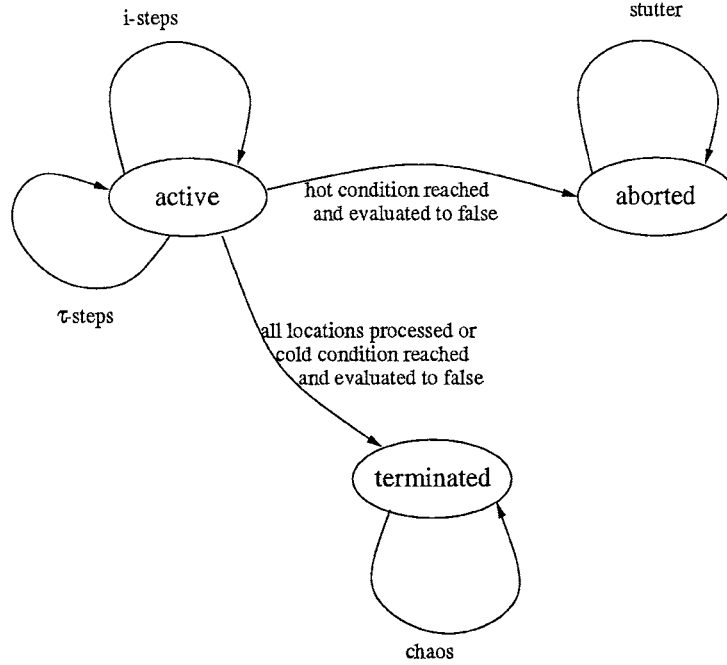 i-steps
stutter
active
hot condition reached
and evaluated to false
aborted
τ-steps
all locations processed or
cold condition reached
and evaluated to false
terminated
chaos